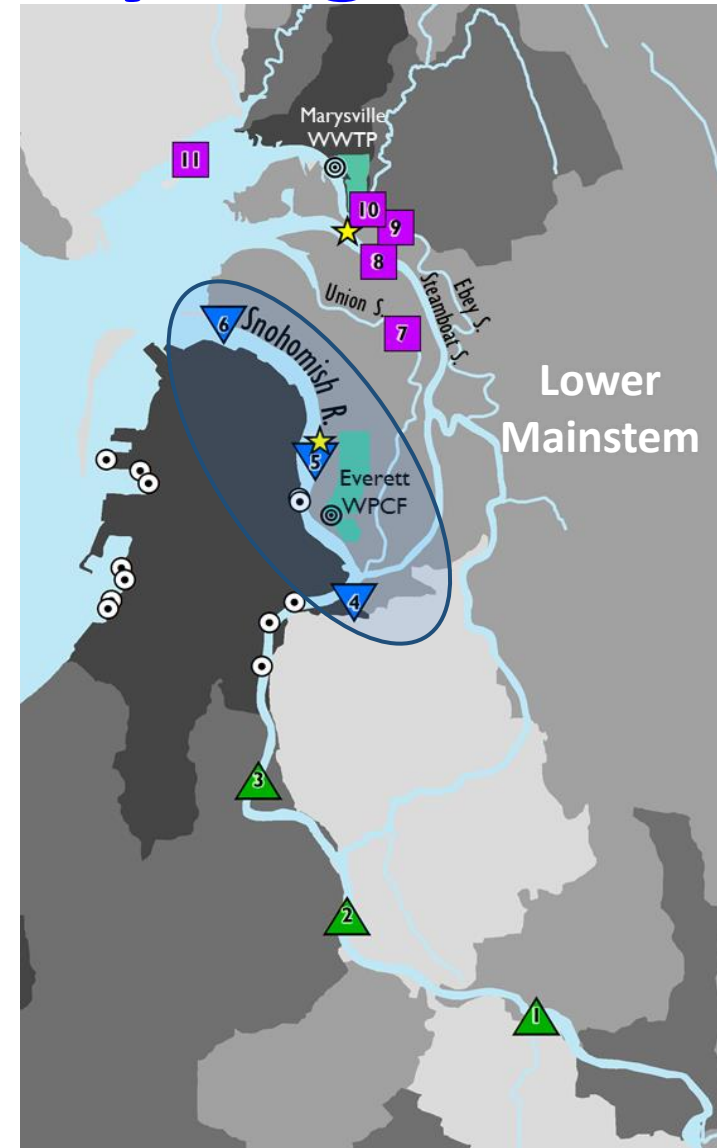 Marysville
WWTP
11
10
9
8
Ebey S.
Steamboat S.
Union S.
7
6
Snohomish R.
Lower
Mainstem
5
Everett
WPCF
4
3
2
1